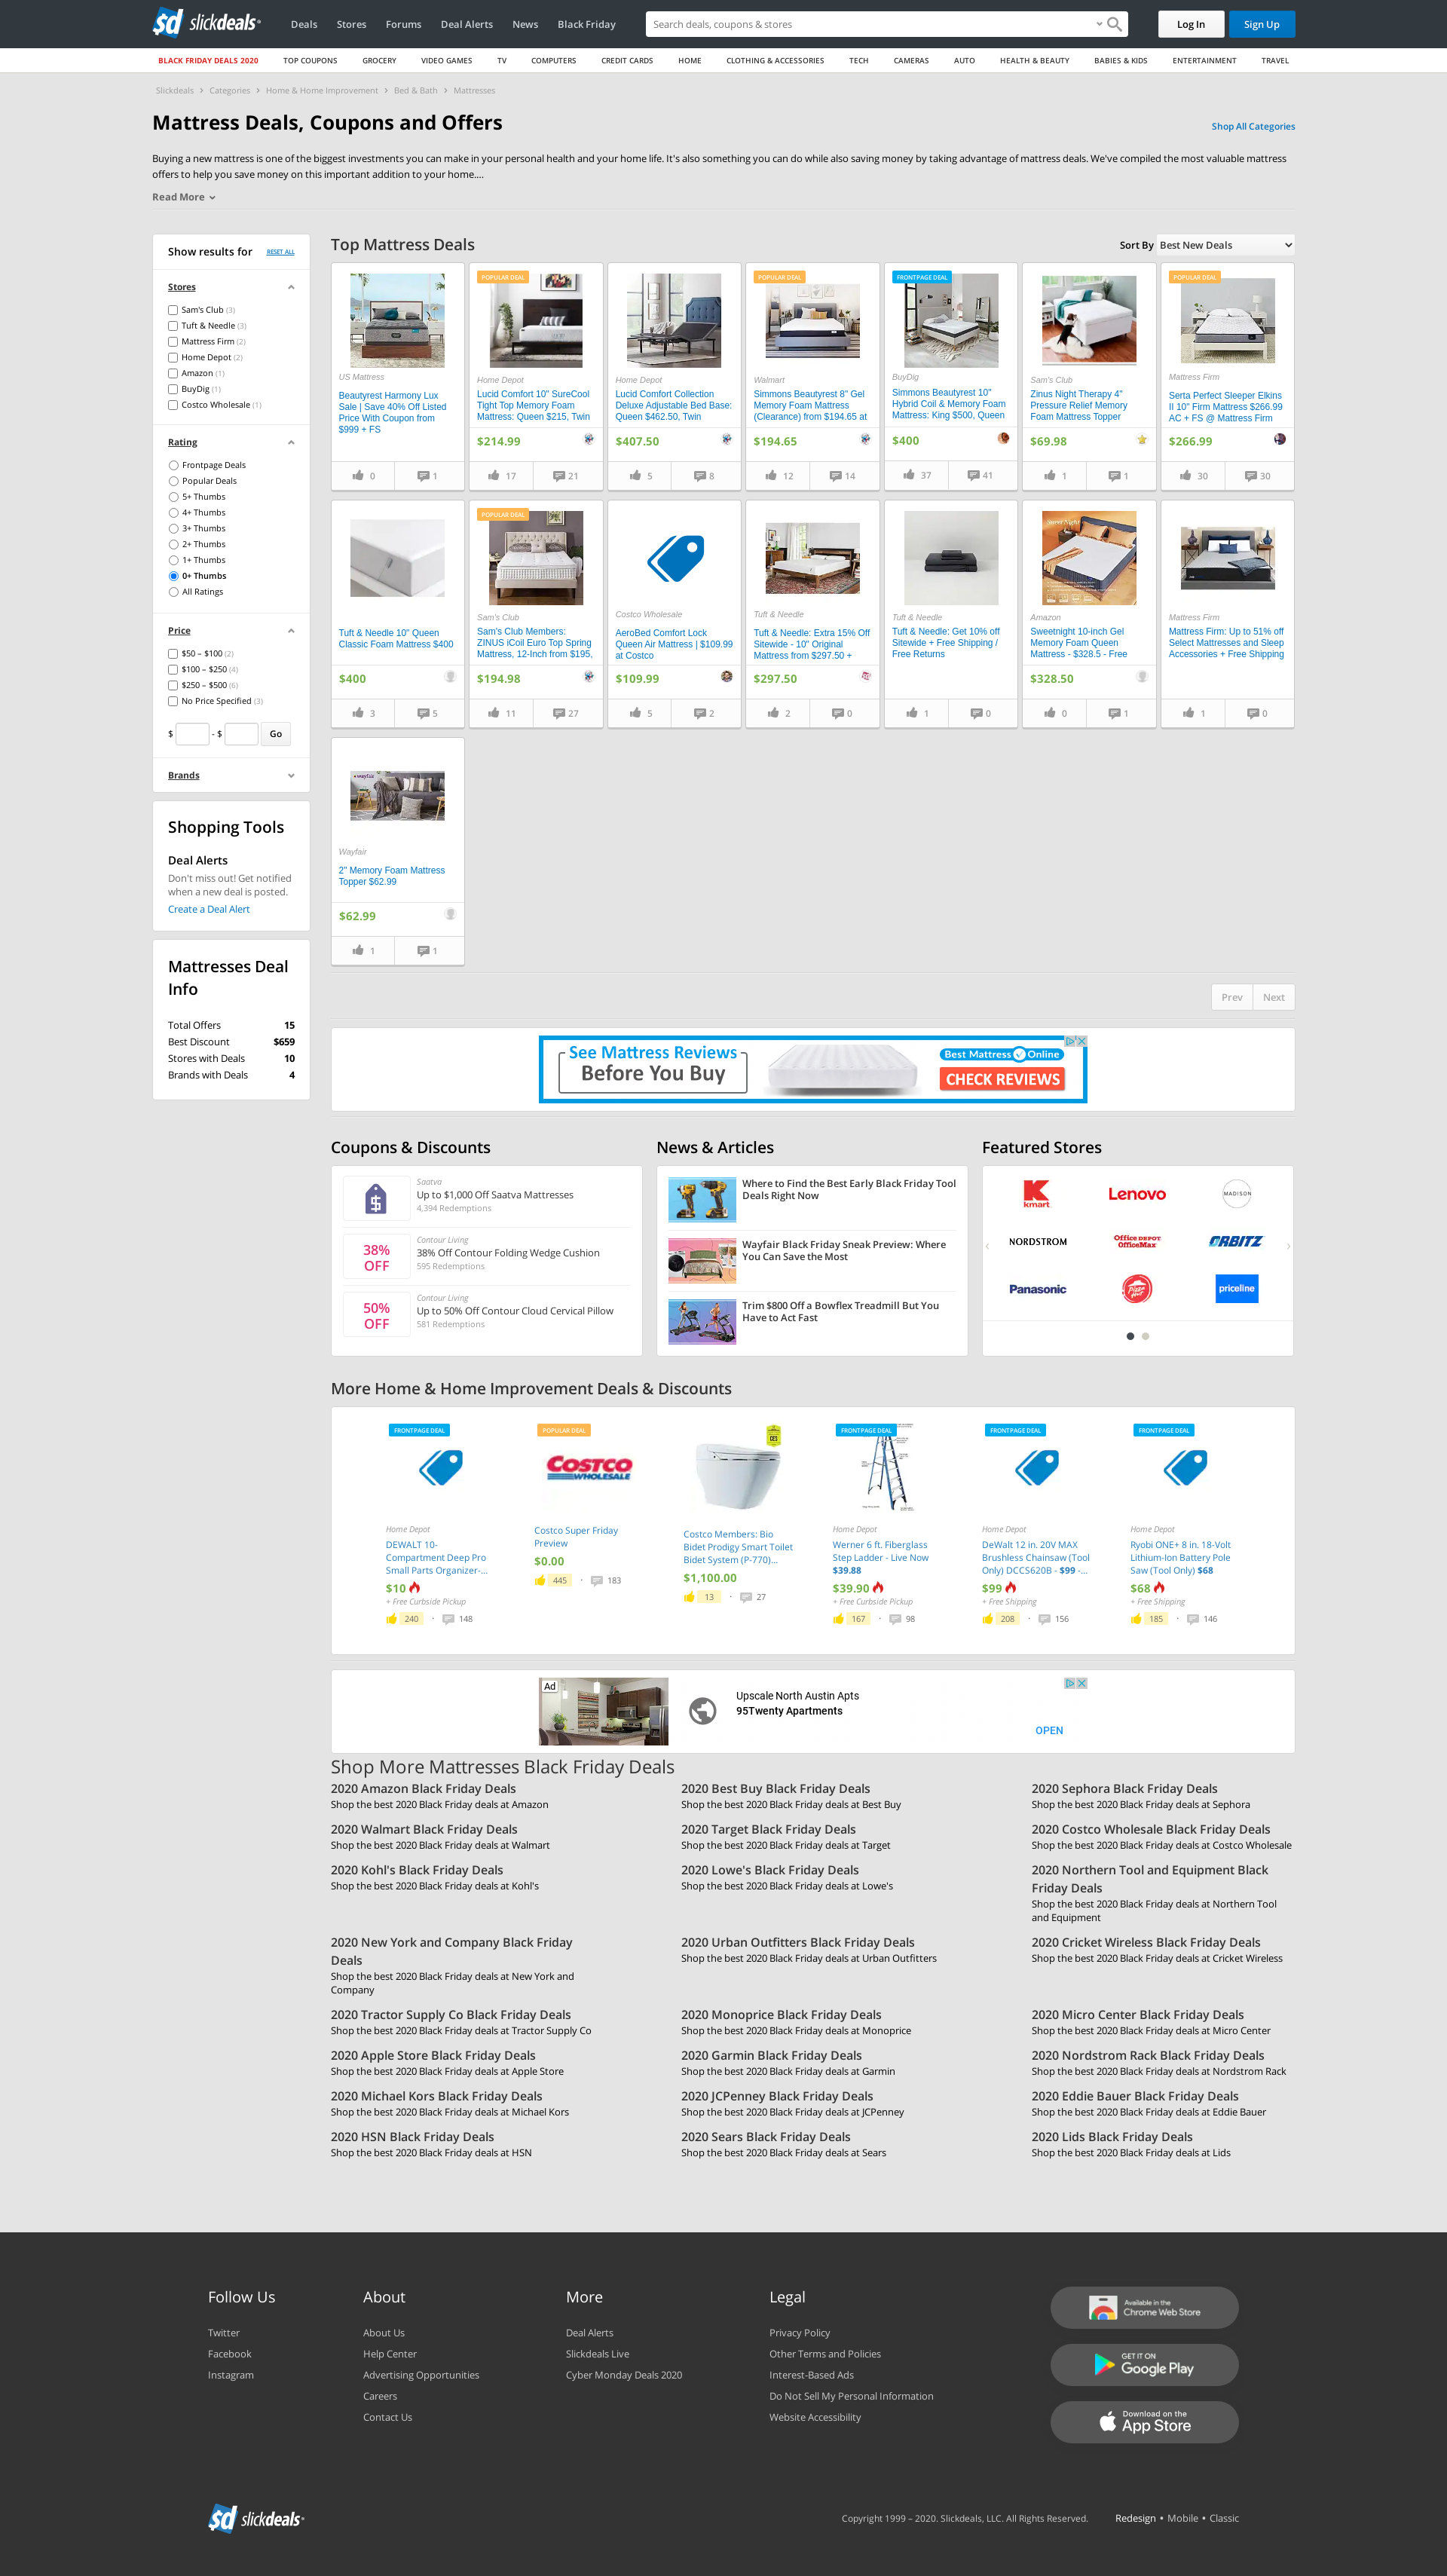 sd slickdeals
Deals Stores Forums Deal Alerts News Black Friday
Search deals, coupons & stores
Log In
Sign Up
BLACK FRIDAY DEALS 2020 TOP COUPONS GROCERY VIDEO GAMES TV COMPUTERS CREDIT CARDS HOME CLOTHING & ACCESSORIES TECH CAMERAS AUTO HEALTH & BEAUTY BABIES & KIDS ENTERTAINMENT TRAVEL
Slickdeals › Categories › Home & Home Improvement › Bed & Bath › Mattresses
Mattress Deals, Coupons and Offers
Shop All Categories
Buying a new mattress is one of the biggest investments you can make in your personal health and your home life. It's also something you can do while also saving money by taking advantage of mattress deals. We've compiled the most valuable mattress
offers to help you save money on this important addition to your home....
Read More
Show results for RESET ALL
Stores
Sam's Club (3)
Tuft & Needle (3)
Mattress Firm (2)
Home Depot (2)
Amazon (1)
BuyDig (1)
Costco Wholesale (1)
Rating
Frontpage Deals
Popular Deals
5+ Thumbs
4+ Thumbs
3+ Thumbs
2+ Thumbs
1+ Thumbs
0+ Thumbs
All Ratings
Price
$50 – $100 (2)
$100 – $250 (4)
$250 – $500 (6)
No Price Specified (3)
$ - $ Go
Brands
Shopping Tools
Deal Alerts
Don't miss out! Get notified
when a new deal is posted.
Create a Deal Alert
Mattresses Deal
Info
Total Offers 15
Best Discount $659
Stores with Deals 10
Brands with Deals 4
Top Mattress Deals
Sort By Best New Deals
US Mattress
Beautyrest Harmony Lux
Sale | Save 40% Off Listed
Price With Coupon from
$999 + FS
0 1
POPULAR DEAL
Home Depot
Lucid Comfort 10" SureCool
Tight Top Memory Foam
Mattress: Queen $215, Twin
$214.99
17 21
Home Depot
Lucid Comfort Collection
Deluxe Adjustable Bed Base:
Queen $462.50, Twin
$407.50
5 8
POPULAR DEAL
Walmart
Simmons Beautyrest 8" Gel
Memory Foam Mattress
(Clearance) from $194.65 at
$194.65
12 14
FRONTPAGE DEAL
BuyDig
Simmons Beautyrest 10"
Hybrid Coil & Memory Foam
Mattress: King $500, Queen
$400
37 41
Sam's Club
Zinus Night Therapy 4"
Pressure Relief Memory
Foam Mattress Topper
$69.98
1 1
POPULAR DEAL
Mattress Firm
Serta Perfect Sleeper Elkins
II 10" Firm Mattress $266.99
AC + FS @ Mattress Firm
$266.99
30 30
Tuft & Needle 10" Queen
Classic Foam Mattress $400
$400
3 5
POPULAR DEAL
Sam's Club
Sam's Club Members:
ZINUS iCoil Euro Top Spring
Mattress, 12-Inch from $195,
$194.98
11 27
Costco Wholesale
AeroBed Comfort Lock
Queen Air Mattress | $109.99
at Costco
$109.99
5 2
Tuft & Needle
Tuft & Needle: Extra 15% Off
Sitewide - 10" Original
Mattress from $297.50 +
$297.50
2 0
Tuft & Needle
Tuft & Needle: Get 10% off
Sitewide + Free Shipping /
Free Returns
1 0
Sweet Night
Amazon
Sweetnight 10-inch Gel
Memory Foam Queen
Mattress - $328.5 - Free
$328.50
0 1
Mattress Firm
Mattress Firm: Up to 51% off
Select Mattresses and Sleep
Accessories + Free Shipping
1 0
wayfair
Wayfair
2" Memory Foam Mattress
Topper $62.99
$62.99
1 1
Prev Next
See Mattress Reviews
Before You Buy
Best Mattress Online
CHECK REVIEWS
Coupons & Discounts
Saatva
Up to $1,000 Off Saatva Mattresses
4,394 Redemptions
38%
OFF
Contour Living
38% Off Contour Folding Wedge Cushion
595 Redemptions
50%
OFF
Contour Living
Up to 50% Off Contour Cloud Cervical Pillow
581 Redemptions
News & Articles
Where to Find the Best Early Black Friday Tool
Deals Right Now
Wayfair Black Friday Sneak Preview: Where
You Can Save the Most
Trim $800 Off a Bowflex Treadmill But You
Have to Act Fast
Featured Stores
K kmart
Lenovo
MADISON
NORDSTROM
Office DEPOT
OfficeMax
ORBITZ
Panasonic
Pizza Hut
priceline
More Home & Home Improvement Deals & Discounts
FRONTPAGE DEAL
Home Depot
DEWALT 10-
Compartment Deep Pro
Small Parts Organizer-...
$10
+ Free Curbside Pickup
240 · 148
POPULAR DEAL
COSTCO
WHOLESALE
Costco Super Friday
Preview
$0.00
445 · 183
Costco Members: Bio
Bidet Prodigy Smart Toilet
Bidet System (P-770)...
$1,100.00
13 · 27
FRONTPAGE DEAL
Home Depot
Werner 6 ft. Fiberglass
Step Ladder - Live Now
$39.88
$39.90
+ Free Curbside Pickup
167 · 98
FRONTPAGE DEAL
Home Depot
DeWalt 12 in. 20V MAX
Brushless Chainsaw (Tool
Only) DCCS620B - $99 -...
$99
+ Free Shipping
208 · 156
FRONTPAGE DEAL
Home Depot
Ryobi ONE+ 8 in. 18-Volt
Lithium-Ion Battery Pole
Saw (Tool Only) $68
$68
+ Free Shipping
185 · 146
Ad
Upscale North Austin Apts
95Twenty Apartments
OPEN
Shop More Mattresses Black Friday Deals
2020 Amazon Black Friday Deals
Shop the best 2020 Black Friday deals at Amazon
2020 Best Buy Black Friday Deals
Shop the best 2020 Black Friday deals at Best Buy
2020 Sephora Black Friday Deals
Shop the best 2020 Black Friday deals at Sephora
2020 Walmart Black Friday Deals
Shop the best 2020 Black Friday deals at Walmart
2020 Target Black Friday Deals
Shop the best 2020 Black Friday deals at Target
2020 Costco Wholesale Black Friday Deals
Shop the best 2020 Black Friday deals at Costco Wholesale
2020 Kohl's Black Friday Deals
Shop the best 2020 Black Friday deals at Kohl's
2020 Lowe's Black Friday Deals
Shop the best 2020 Black Friday deals at Lowe's
2020 Northern Tool and Equipment Black
Friday Deals
Shop the best 2020 Black Friday deals at Northern Tool
and Equipment
2020 New York and Company Black Friday
Deals
Shop the best 2020 Black Friday deals at New York and
Company
2020 Urban Outfitters Black Friday Deals
Shop the best 2020 Black Friday deals at Urban Outfitters
2020 Cricket Wireless Black Friday Deals
Shop the best 2020 Black Friday deals at Cricket Wireless
2020 Tractor Supply Co Black Friday Deals
Shop the best 2020 Black Friday deals at Tractor Supply Co
2020 Monoprice Black Friday Deals
Shop the best 2020 Black Friday deals at Monoprice
2020 Micro Center Black Friday Deals
Shop the best 2020 Black Friday deals at Micro Center
2020 Apple Store Black Friday Deals
Shop the best 2020 Black Friday deals at Apple Store
2020 Garmin Black Friday Deals
Shop the best 2020 Black Friday deals at Garmin
2020 Nordstrom Rack Black Friday Deals
Shop the best 2020 Black Friday deals at Nordstrom Rack
2020 Michael Kors Black Friday Deals
Shop the best 2020 Black Friday deals at Michael Kors
2020 JCPenney Black Friday Deals
Shop the best 2020 Black Friday deals at JCPenney
2020 Eddie Bauer Black Friday Deals
Shop the best 2020 Black Friday deals at Eddie Bauer
2020 HSN Black Friday Deals
Shop the best 2020 Black Friday deals at HSN
2020 Sears Black Friday Deals
Shop the best 2020 Black Friday deals at Sears
2020 Lids Black Friday Deals
Shop the best 2020 Black Friday deals at Lids
Follow Us
Twitter
Facebook
Instagram
About
About Us
Help Center
Advertising Opportunities
Careers
Contact Us
More
Deal Alerts
Slickdeals Live
Cyber Monday Deals 2020
Legal
Privacy Policy
Other Terms and Policies
Interest-Based Ads
Do Not Sell My Personal Information
Website Accessibility
Available in the
Chrome Web Store
GET IT ON
Google Play
Download on the
App Store
sd slickdeals
Copyright 1999 – 2020. Slickdeals, LLC. All Rights Reserved.
Redesign • Mobile • Classic